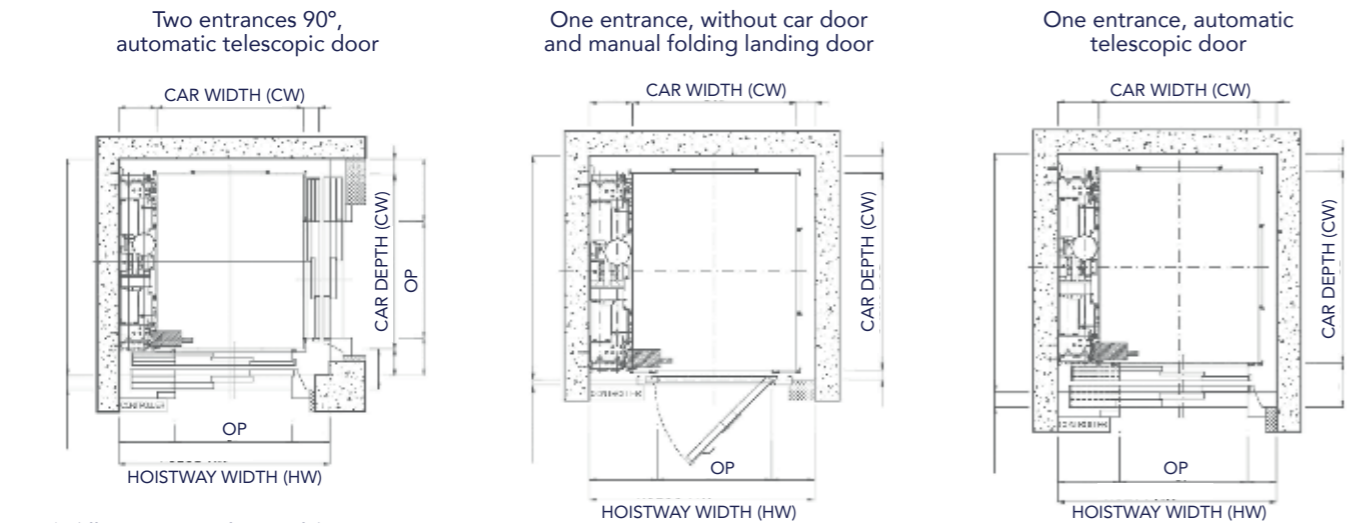 Two entrances 90°,
automatic telescopic door
CAR WIDTH (CW)
CAR DEPTH (CW)
OP
OP
HOISTWAY WIDTH (HW)
One entrance, without car door
and manual folding landing door
CAR WIDTH (CW)
CAR DEPTH (CW)
OP
HOISTWAY WIDTH (HW)
One entrance, automatic
telescopic door
CAR WIDTH (CW)
CAR DEPTH (CW)
OP
HOISTWAY WIDTH (HW)